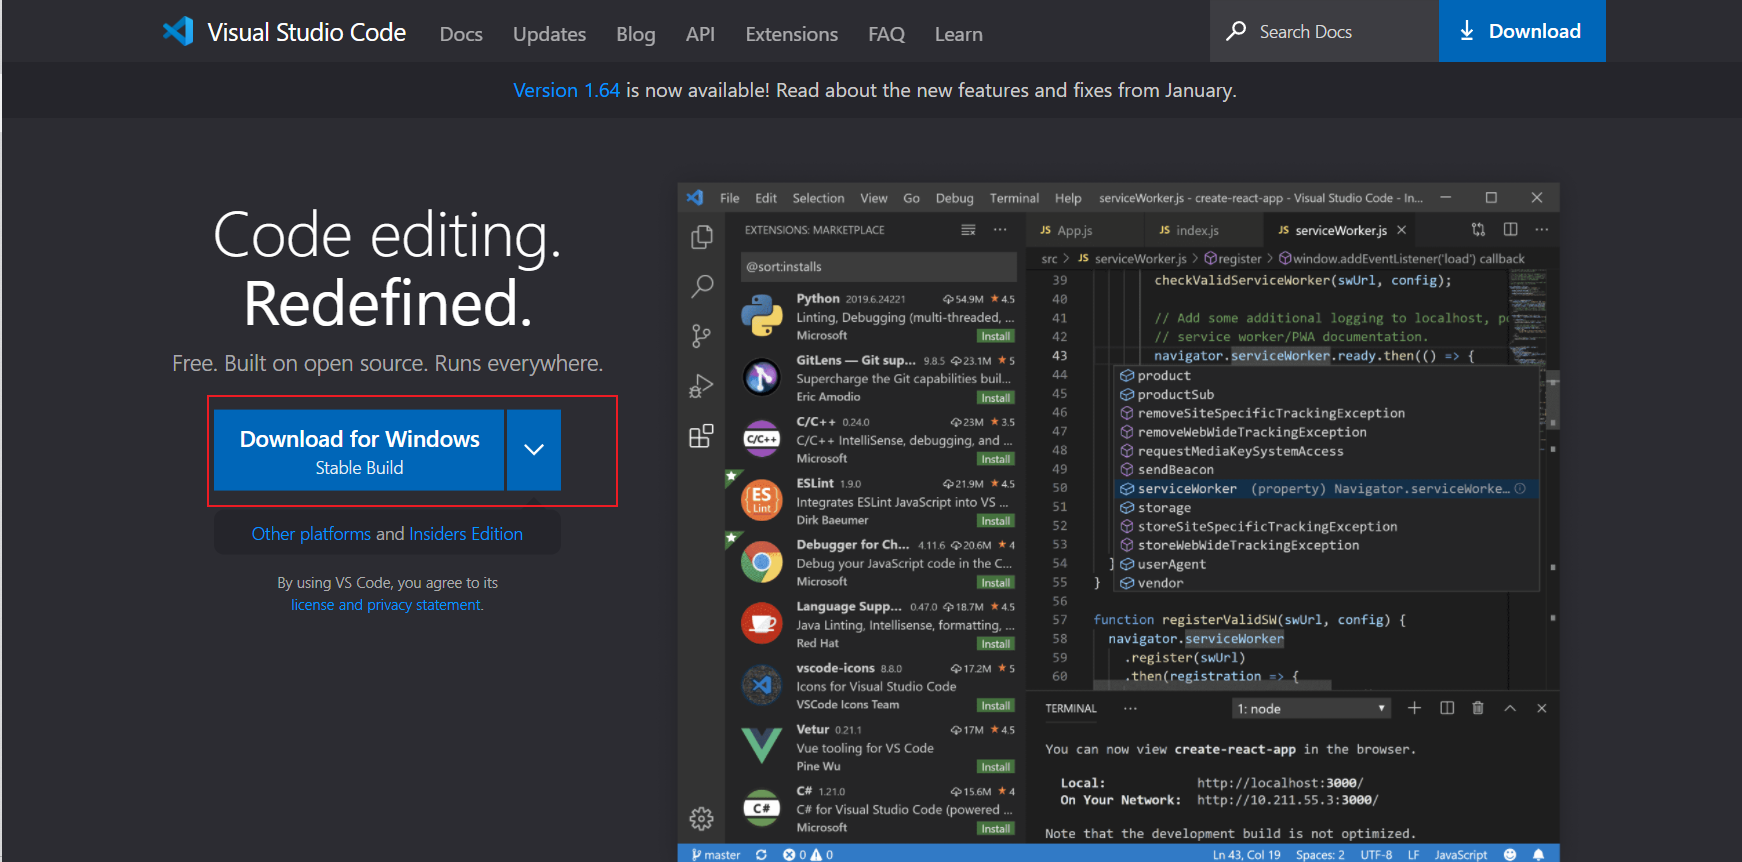 Visual Studio Code Docs Updates Blog API Extensions FAQ Learn Search Docs Download
Version 1.64 is now available! Read about the new features and fixes from January.
Code editing.
Redefined.
Free. Built on open source. Runs everywhere.
Download for Windows
Stable Build
Other platforms and Insiders Edition
By using VS Code, you agree to its
license and privacy statement.
File Edit Selection View Go Debug Terminal Help serviceWorker.js - create-react-app - Visual Studio Code - In...
EXTENSIONS: MARKETPLACE
@sort:installs
Python 2019.6.24221 54.9M ★ 4.5
Linting, Debugging (multi-threaded, ...
Microsoft Install
GitLens — Git sup... 9.8.5 23.1M ★ 5
Supercharge the Git capabilities buil...
Eric Amodio Install
C/C++ 0.24.0 23M ★ 3.5
C/C++
C/C++ IntelliSense, debugging, and ...
Microsoft Install
ESLint 1.9.0 21.9M ★ 4.5
ES
Lint
Integrates ESLint JavaScript into VS ...
Dirk Baeumer Install
Debugger for Ch... 4.11.6 20.6M ★ 4
Debug your JavaScript code in the C...
Microsoft Install
Language Supp... 0.47.0 18.7M ★ 4.5
Java Linting, Intellisense, formatting, ...
Red Hat Install
vscode-icons 8.8.0 17.2M ★ 5
Icons for Visual Studio Code
VSCode Icons Team Install
Vetur 0.21.1 17M ★ 4.5
Vue tooling for VS Code
Pine Wu Install
C# 1.21.0 15.6M ★ 4
C#
C# for Visual Studio Code (powered ...
Microsoft Install
JS App.js JS index.js JS serviceWorker.js
src > JS serviceWorker.js > register > window.addEventListener('load') callback
39 checkValidServiceWorker(swUrl, config);
40
41 // Add some additional logging to localhost, p
42 // service worker/PWA documentation.
43 navigator.serviceWorker.ready.then(() => {
44 product
45 productSub
46 removeSiteSpecificTrackingException
47 removeWebWideTrackingException
48 requestMediaKeySystemAccess
49 sendBeacon
50 serviceWorker (property) Navigator.serviceWorke...
51 storage
52 storeSiteSpecificTrackingException
53 storeWebWideTrackingException
54 } userAgent
55 } vendor
56
57 function registerValidSW(swUrl, config) {
58 navigator.serviceWorker
59 .register(swUrl)
60 .then(registration => {
TERMINAL ... 1: node
You can now view create-react-app in the browser.
Local: http://localhost:3000/
On Your Network: http://10.211.55.3:3000/
Note that the development build is not optimized.
master 0 0 Ln 43, Col 19 Spaces: 2 UTF-8 LF JavaScript